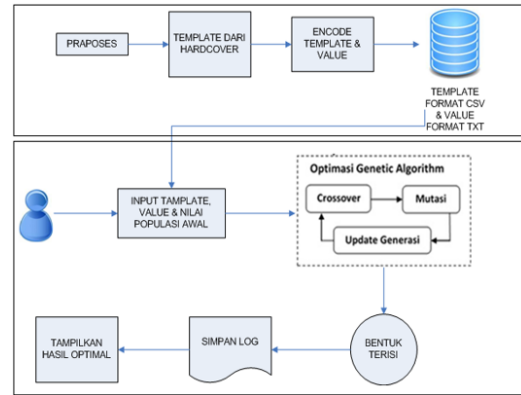 PRAPOSES
TEMPLATE DARI
HARDCOVER
ENCODE
TEMPLATE &
VALUE
TEMPLATE
FORMAT CSV
& VALUE
FORMAT TXT
INPUT TAMPLATE,
VALUE & NILAI
POPULASI AWAL
Optimasi Genetic Algorithm
Crossover
Mutasi
Update Generasi
TAMPILKAN
HASIL OPTIMAL
SIMPAN LOG
BENTUK
TERISI